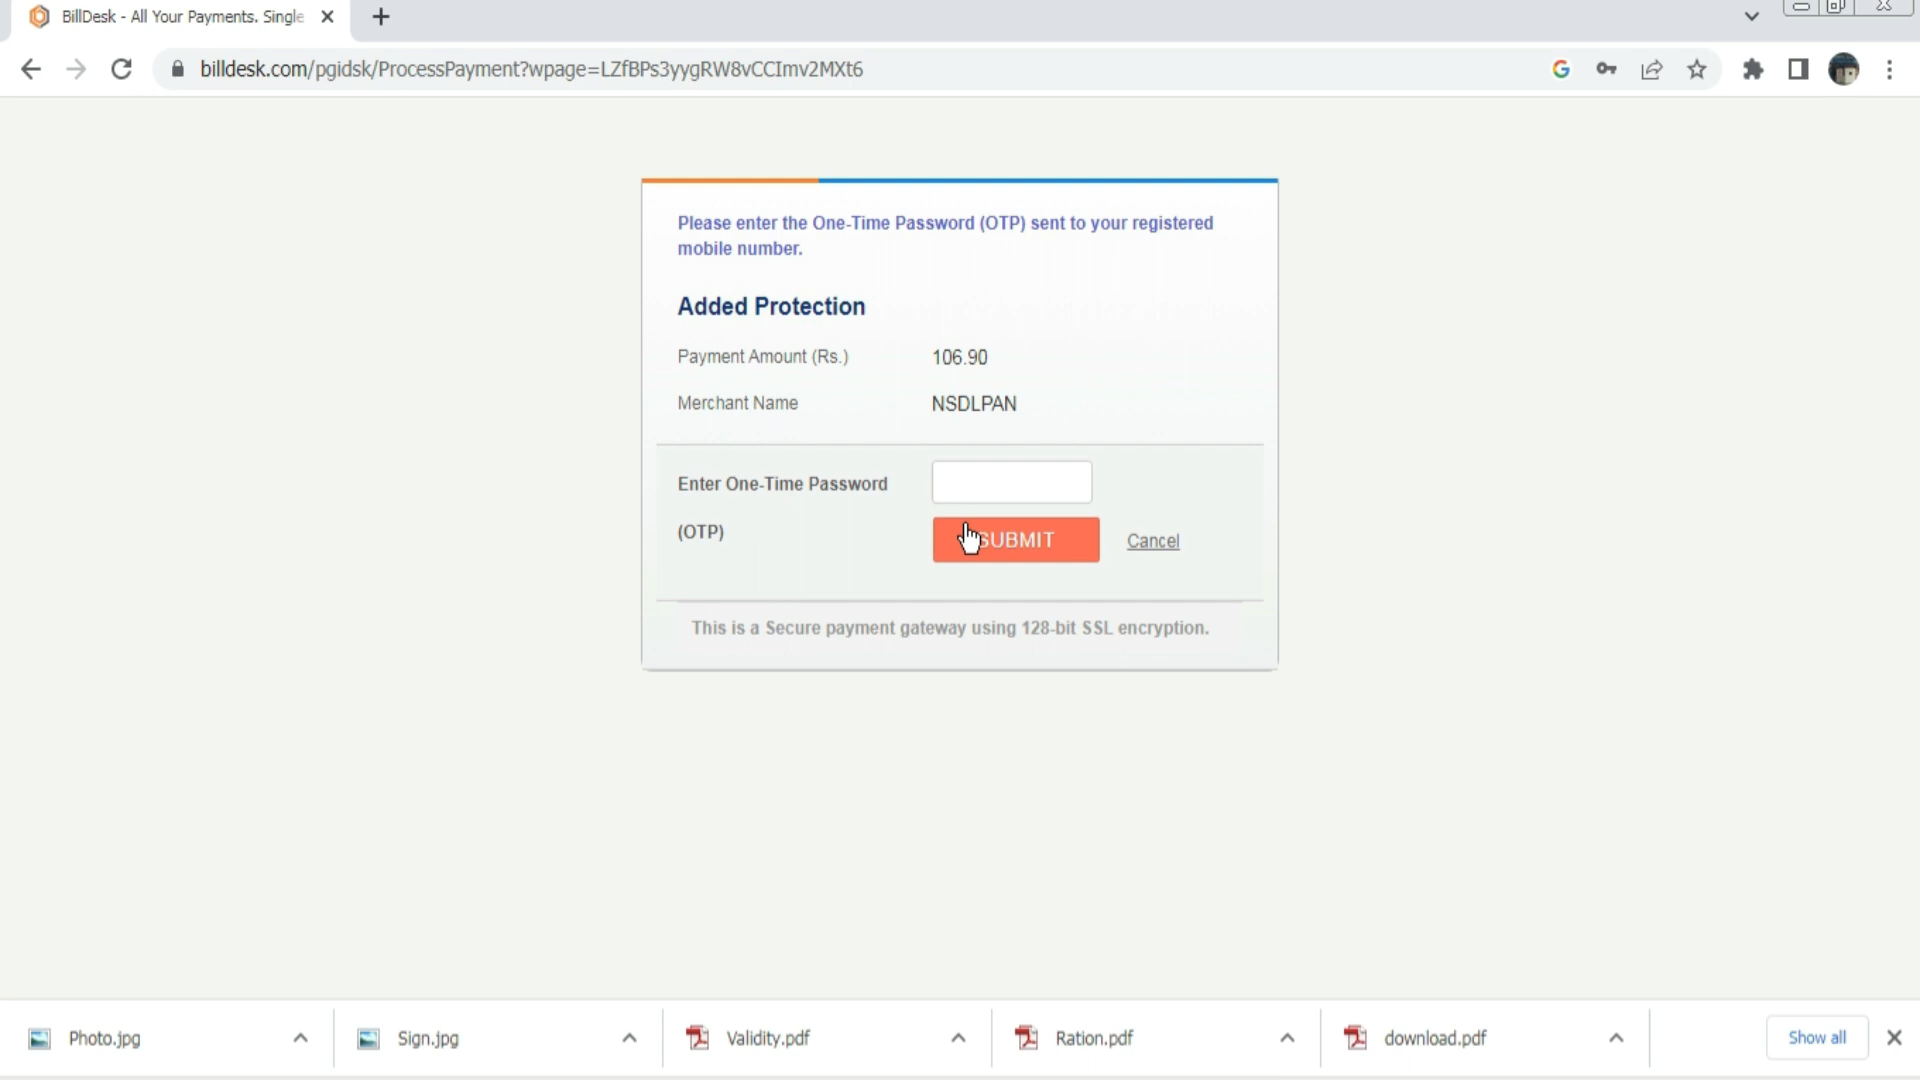 BillDesk - All Your Payments. Single
billdesk.com/pgidsk/ProcessPayment?wpage=LZfBPs3yygRW8vCCImv2MXt6
Please enter the One-Time Password (OTP) sent to your registered
mobile number.
Added Protection
Payment Amount (Rs.) 106.90
Merchant Name NSDLPAN
Enter One-Time Password
(OTP)
SUBMIT Cancel
This is a Secure payment gateway using 128-bit SSL encryption.
Photo.jpg Sign.jpg Validity.pdf Ration.pdf download.pdf Show all